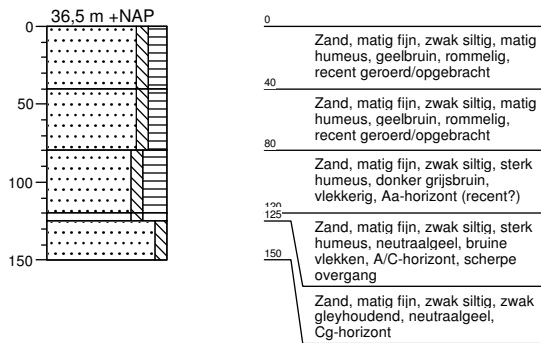 36,5 m +NAP
0
50
100
150
0
Zand, matig fijn, zwak siltig, matig
humeus, geelbruin, rommelig,
recent geroerd/opgebracht
40
Zand, matig fijn, zwak siltig, matig
humeus, geelbruin, rommelig,
recent geroerd/opgebracht
80
Zand, matig fijn, zwak siltig, sterk
humeus, donker grijsbruin,
vlekkerig, Aa-horizont (recent?)
120
125
Zand, matig fijn, zwak siltig, sterk
humeus, neutraalgeel, bruine
vlekken, A/C-horizont, scherpe
overgang
150
Zand, matig fijn, zwak siltig, zwak
gleyhoudend, neutraalgeel,
Cg-horizont